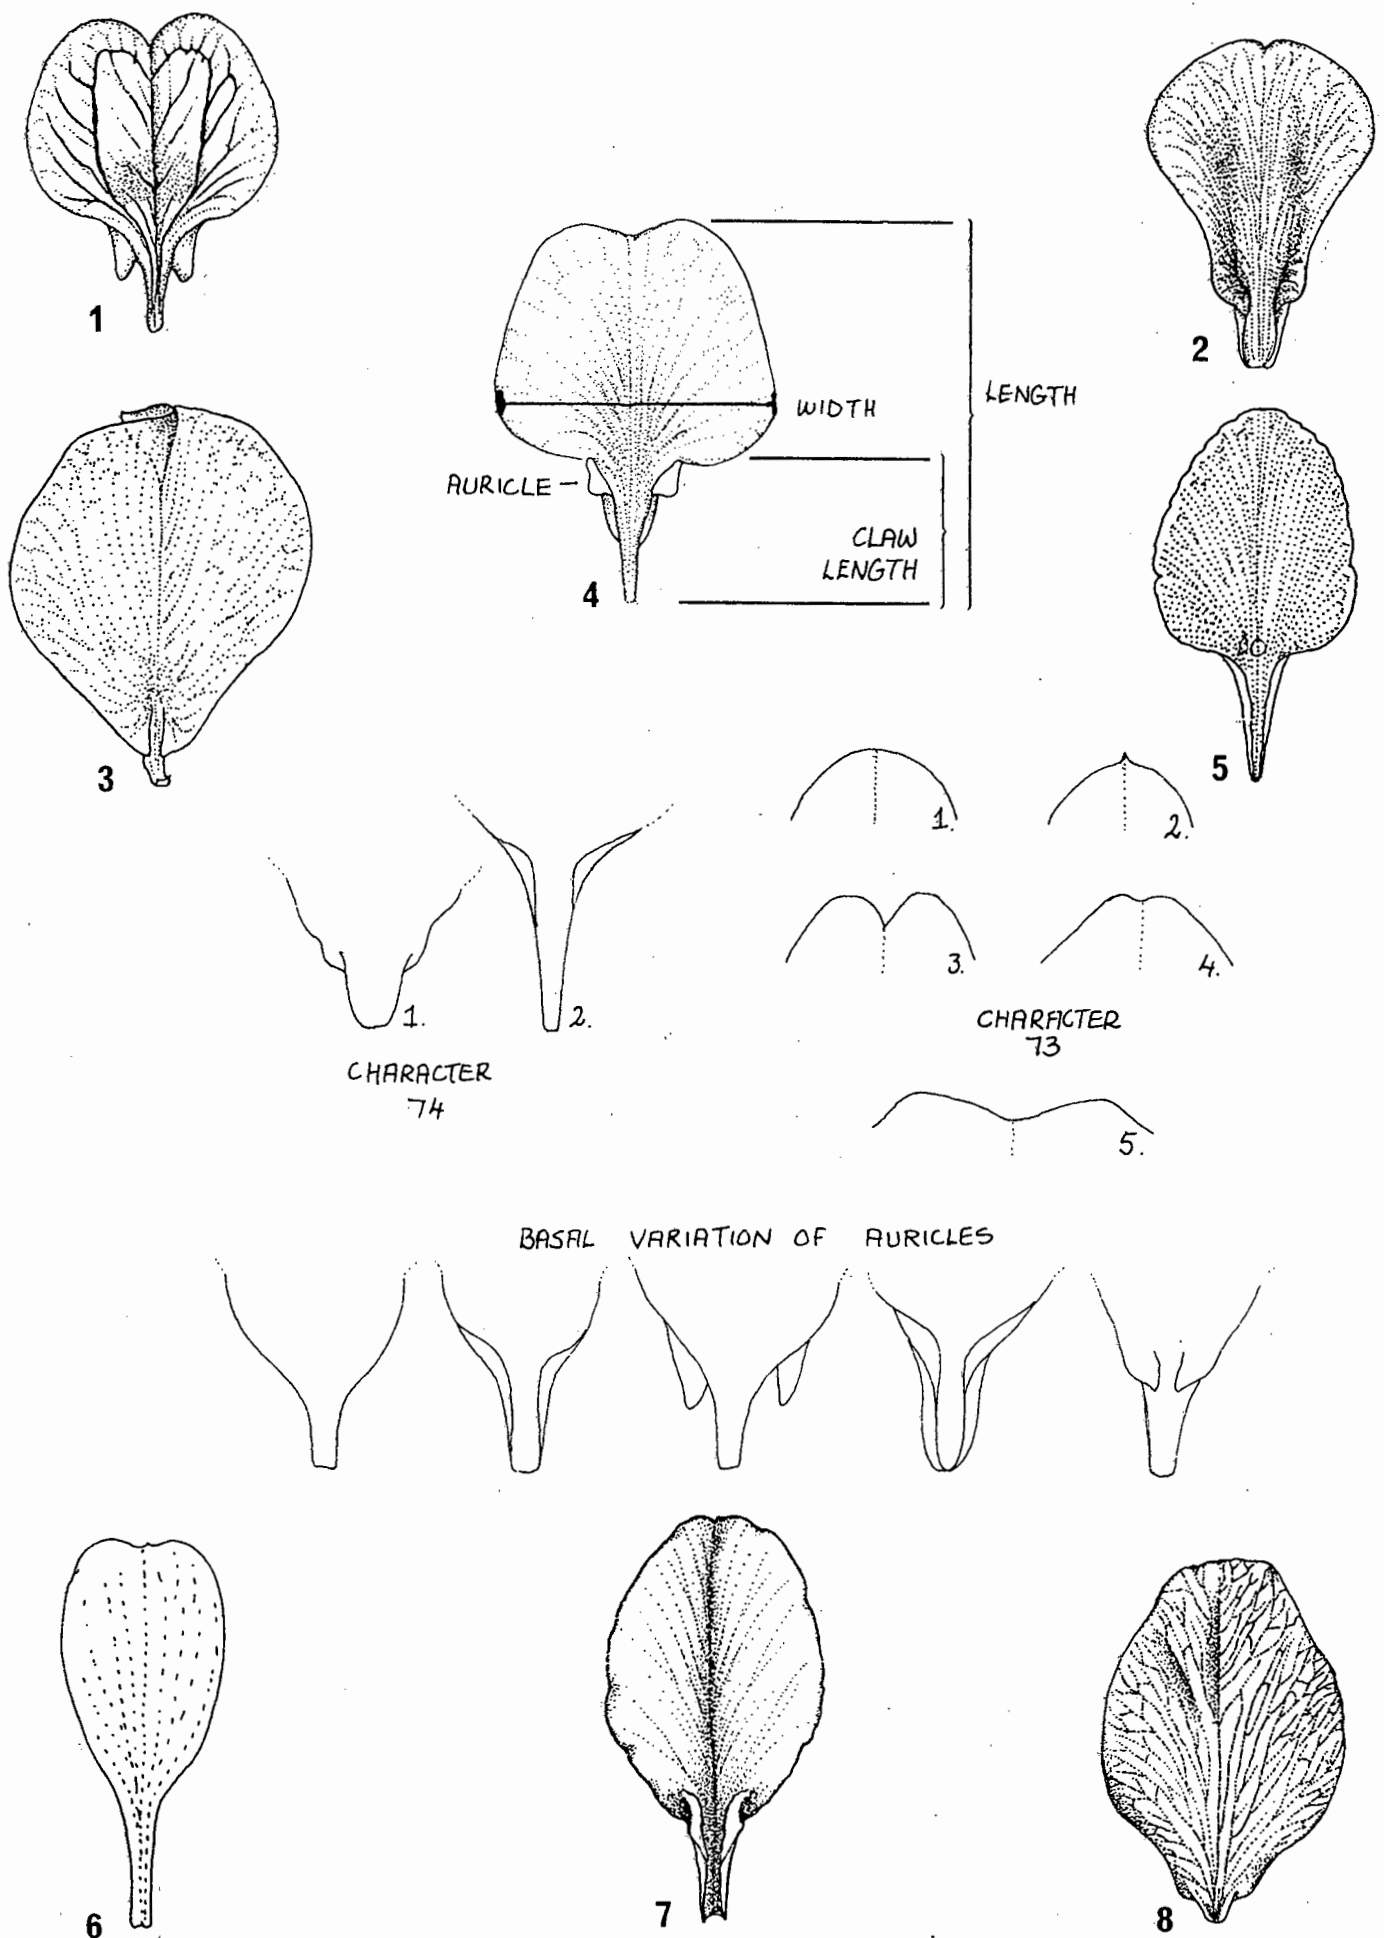 1
2
3
LENGTH
WIDTH
AURICLE
CLAW
LENGTH
4
5
1.
2.
3.
4.
CHARACTER
73
5.
1.
2.
CHARACTER
74
BASAL VARIATION OF AURICLES
6
7
8